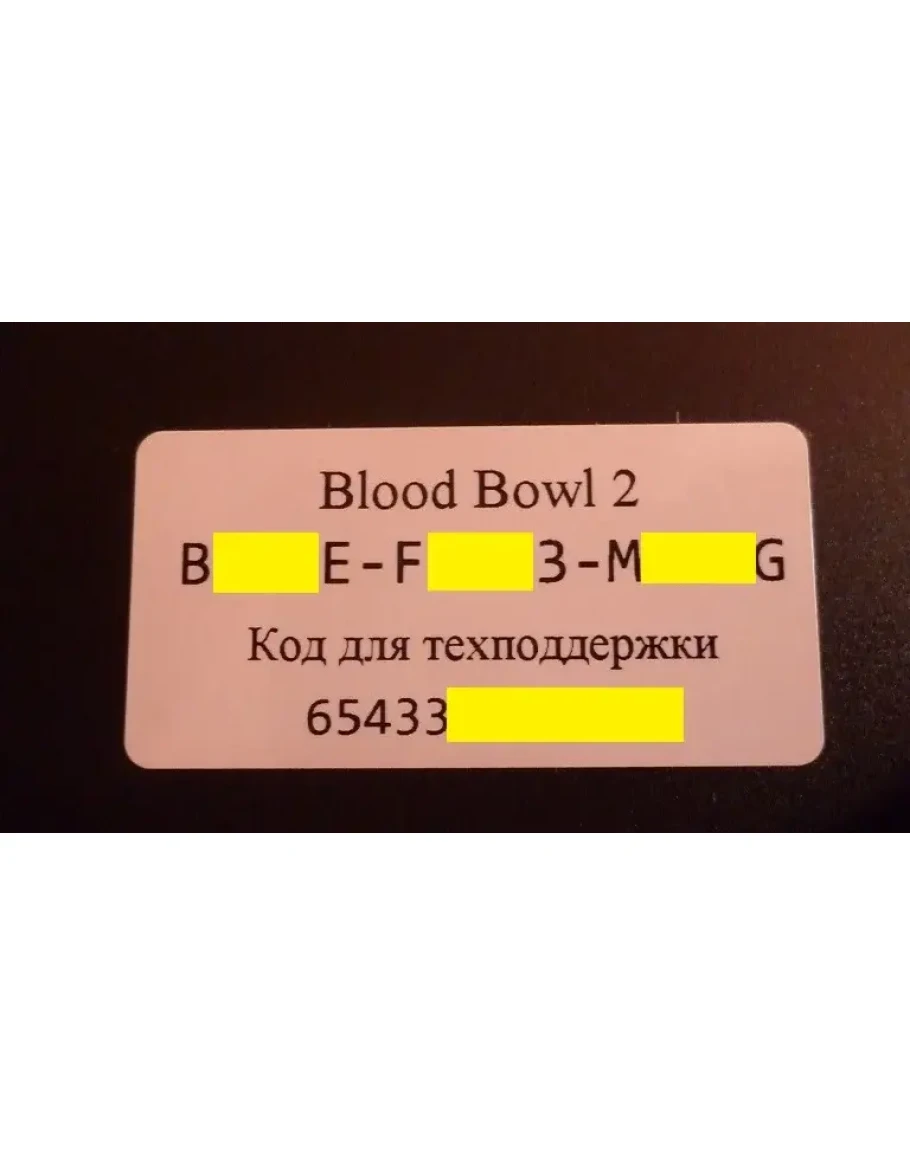 Blood Bowl 2
B E-F 3-M G
Код для техподдержки
65433